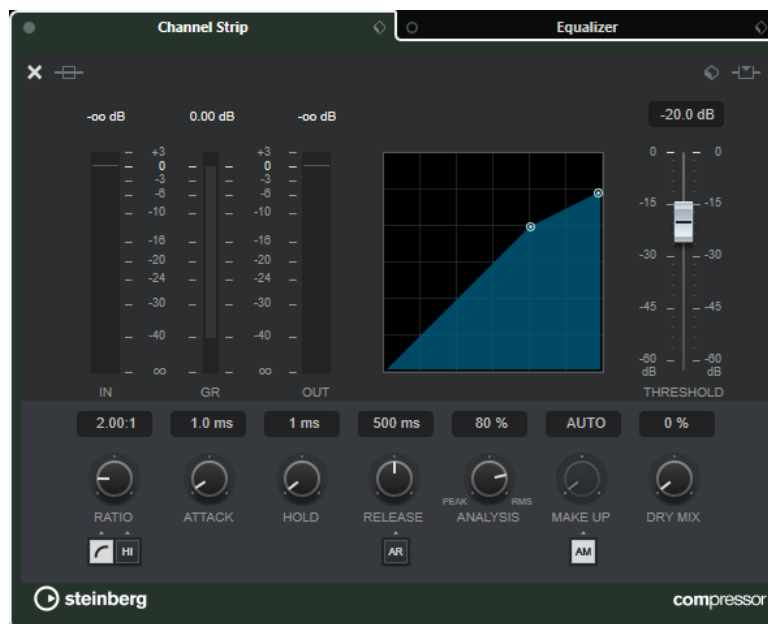 Channel Strip
Equalizer
-oo dB 0.00 dB -oo dB -20.0 dB
+3 +3 0 0
0 0
-3 -3
-6 -6
-10 -10 -15 -15
-16 -16
-20 -20 -30 -30
-24 -24
-30 -30 -45 -45
-40 -40
∞ ∞ -60 -60
dB dB
IN GR OUT THRESHOLD
2.00:1 1.0 ms 1 ms 500 ms 80 % AUTO 0 %
PEAK RMS
RATIO ATTACK HOLD RELEASE ANALYSIS MAKE UP DRY MIX
HI AR AM
steinberg compressor